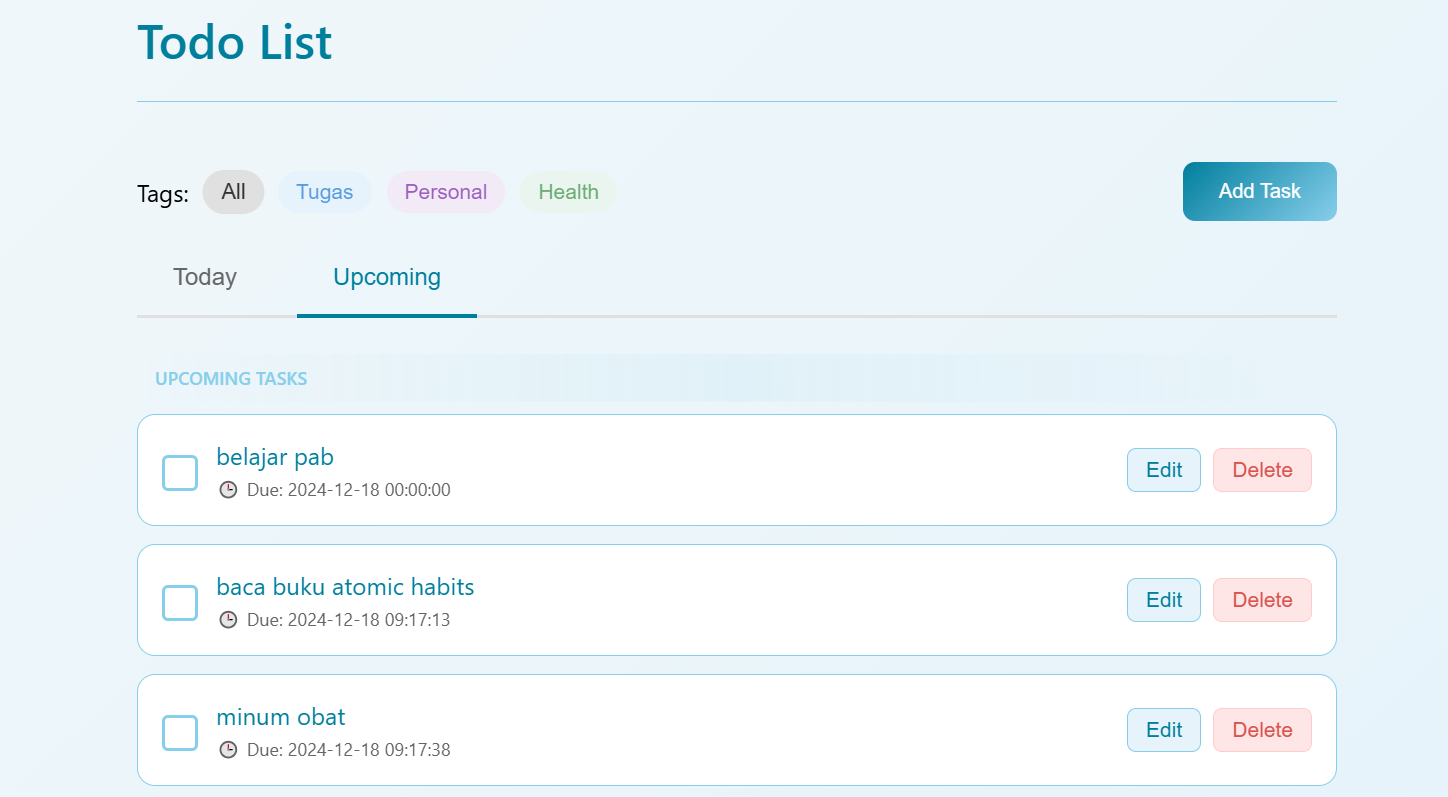 Todo List
Tags: All Tugas Personal Health Add Task
Today Upcoming
UPCOMING TASKS
belajar pab
Due: 2024-12-18 00:00:00
Edit Delete
baca buku atomic habits
Due: 2024-12-18 09:17:13
Edit Delete
minum obat
Due: 2024-12-18 09:17:38
Edit Delete